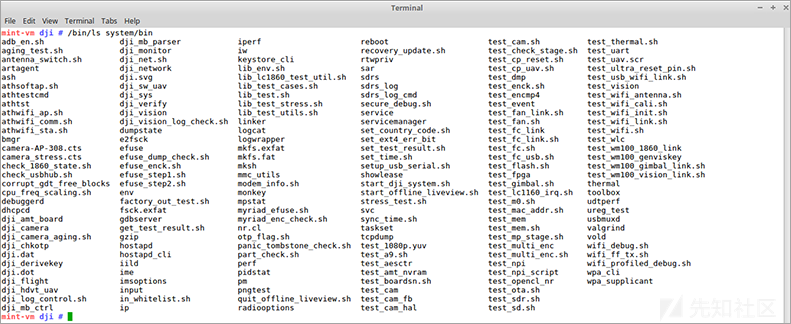 Terminal
File Edit View Terminal Tabs Help
mint-vm dji # /bin/ls system/bin
adb_en.sh dji_mb_parser iperf reboot test_cam.sh test_thermal.sh
aging_test.sh dji_monitor iw recovery_update.sh test_check_stage.sh test_uart
antenna_switch.sh dji_net.sh keystore_cli rtwpriv test_cp_reset.sh test_uav.scr
artagent dji_network lib_env.sh sar test_cp_uav.sh test_ultra_reset_pin.sh
ash dji.svg lib_lc1860_test_util.sh sdrs test_dmp test_usb_wifi_link.sh
athsoftap.sh dji_sw_uav lib_test_cases.sh sdrs_log test_enck.sh test_vision
athtestcmd dji_sys lib_test.sh sdrs_log_cmd test_encmp4 test_wifi_antenna.sh
athtst dji_verify lib_test_stress.sh secure_debug.sh test_event test_wifi_cali.sh
athwifi_ap.sh dji_vision lib_test_utils.sh service test_fan_link.sh test_wifi_init.sh
athwifi_comm.sh dji_vision_log_check.sh linker servicemanager test_fan.sh test_wifi_link.sh
athwifi_sta.sh dumpstate logcat set_country_code.sh test_fc_link test_wifi.sh
bmgr e2fsck logwrapper set_ext4_err_bit test_fc_link.sh test_wlc
camera-AP-308.cts efuse mkfs.exfat set_test_result.sh test_fc.sh test_wm100_1860_link
camera_stress.cts efuse_dump_check.sh mkfs.fat set_time.sh test_fc_usb.sh test_wm100_genviskey
check_1860_state.sh efuse_enck.sh mksh setup_usb_serial.sh test_flash.sh test_wm100_gimbal_link.sh
check_usbhub.sh efuse_step1.sh mmc_utils showlease test_fpga test_wm100_vision_link.sh
corrupt_gdt_free_blocks efuse_step2.sh modem_info.sh start_dji_system.sh test_gimbal.sh thermal
cpu_freq_scaling.sh env monkey start_offline_liveview.sh test_lc1160_irq.sh toolbox
debuggerd factory_out_test.sh mpstat stress_test.sh test_m0.sh udtperf
dhcpcd fsck.exfat myriad_efuse.sh svc test_mac_addr.sh ureg_test
dji_amt_board gdbserver myriad_enc_check.sh sync_time.sh test_mem usbmuxd
dji_camera get_test_result.sh nr.cl taskset test_mem.sh valgrind
dji_camera_aging.sh gzip otp_flag.sh tcpdump test_mp_stage.sh vold
dji_chkotp hostapd panic_tombstone_check.sh test_1080p.yuv test_multi_enc wifi_debug.sh
dji.dat hostapd_cli part_check.sh test_a9.sh test_multi_enc.sh wifi_ff_tx.sh
dji_derivekey iild perf test_aesctr test_npi wifi_profiled_debug.sh
dji.dot ime pidstat test_amt_nvram test_npi_script wpa_cli
dji_flight imsoptions pm test_boardsn.sh test_opencl_nr wpa_supplicant
dji_hdvt_uav input pngtest test_cam test_ota.sh
dji_log_control.sh in_whitelist.sh quit_offline_liveview.sh test_cam_fb test_sdr.sh
dji_mb_ctrl ip radiooptions test_cam_hal test_sd.sh
mint-vm dji #
先知社区